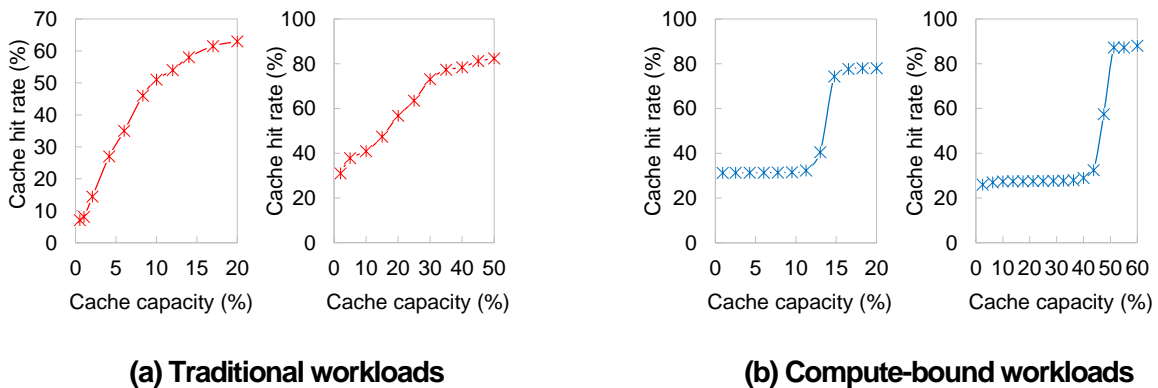 Cache hit rate (%)
70
60
50
40
30
20
10
0
0 5 10 15 20
Cache capacity (%)
Cache hit rate (%)
100
80
60
40
20
0
0 10 20 30 40 50
Cache capacity (%)
(a) Traditional workloads
Cache hit rate (%)
100
80
60
40
20
0
0 5 10 15 20
Cache capacity (%)
Cache hit rate (%)
100
80
60
40
20
0
0 10 20 30 40 50 60
Cache capacity (%)
(b) Compute-bound workloads